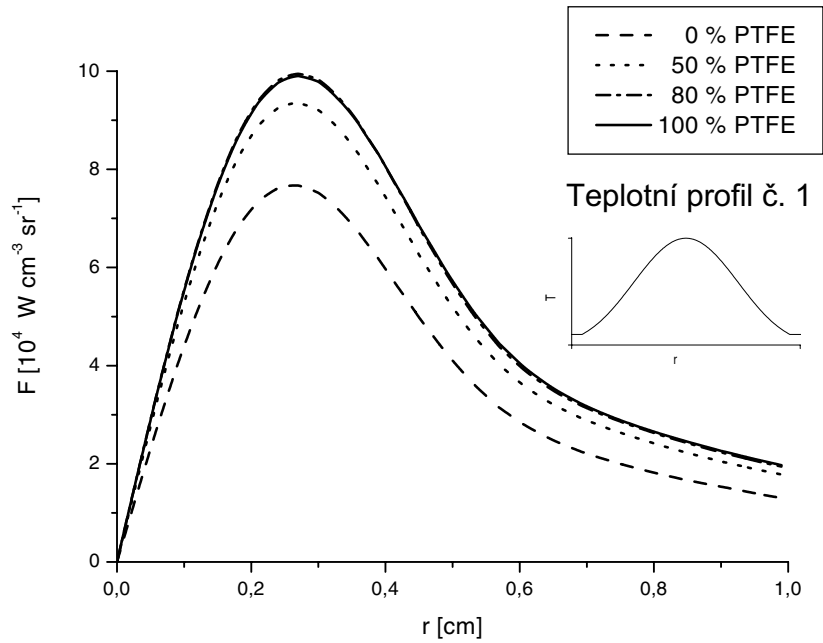 0 % PTFE
50 % PTFE
80 % PTFE
100 % PTFE
Teplotní profil č. 1
T
r
10
8
6
4
2
0
F [10⁴ W cm⁻³ sr⁻¹]
0,0 0,2 0,4 0,6 0,8 1,0
r [cm]